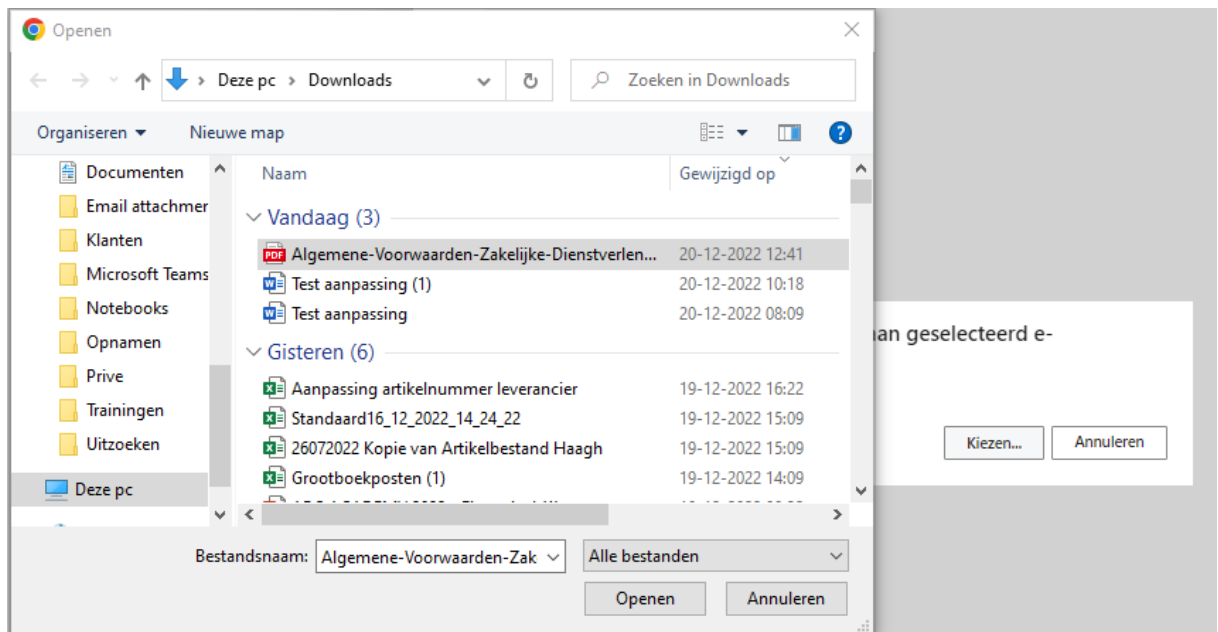 Openen
Deze pc > Downloads
Zoeken in Downloads
Organiseren
Nieuwe map
Naam
Gewijzigd op
Documenten
Email attachmer
Klanten
Microsoft Teams
Notebooks
Opnamen
Prive
Trainingen
Uitzoeken
Deze pc
Vandaag (3)
PDF Algemene-Voorwaarden-Zakelijke-Dienstverlen... 20-12-2022 12:41
Test aanpassing (1) 20-12-2022 10:18
Test aanpassing 20-12-2022 08:09
Gisteren (6)
Aanpassing artikelnummer leverancier 19-12-2022 16:22
Standaard16_12_2022_14_24_22 19-12-2022 15:09
26072022 Kopie van Artikelbestand Haagh 19-12-2022 15:09
Grootboekposten (1) 19-12-2022 14:09
Bestandsnaam: Algemene-Voorwaarden-Zak
Alle bestanden
Openen
Annuleren
geselecteerd e-
Kiezen...
Annuleren